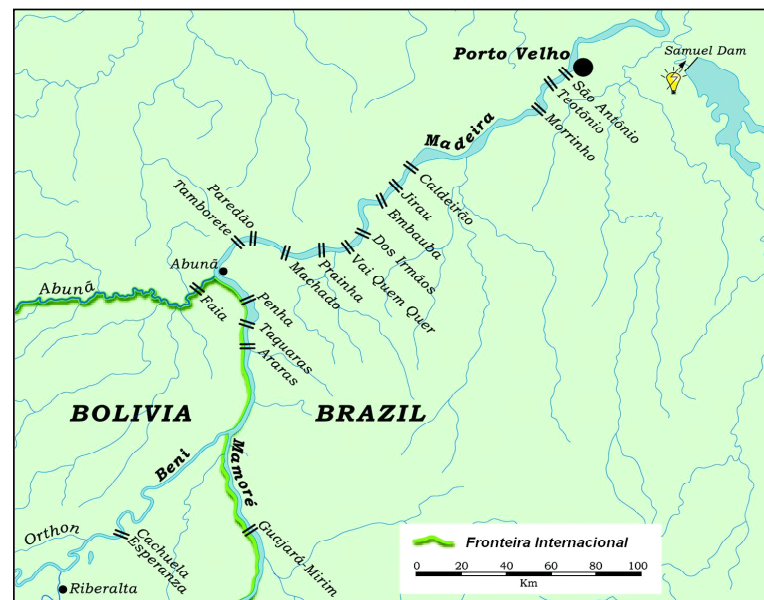 Porto Velho
Samuel Dam
São Antônio
Teotônio
Morrinho
Madeira
Caldeirão
Jirau
Embauba
Dos Irmãos
Vai Quem Quer
Prainha
Machado
Paredão
Tamborete
Abunã
Abunã
Faia
Penha
Taquaras
Araras
BOLIVIA
BRAZIL
Beni
Mamoré
Orthon
Cachuela
Esperanza
Guajará-Mirim
Riberalta
Fronteira Internacional
0 20 40 60 80 100
Km